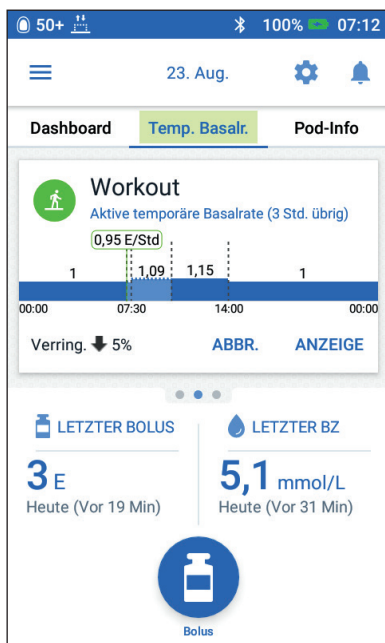 50+ 100% 07:12
23. Aug.
Dashboard Temp. Basalr. Pod-Info
Workout
Aktive temporäre Basalrate (3 Std. übrig)
0,95 E/Std
1 1,09 1,15 1
00:00 07:30 14:00 00:00
Verring. 5% ABBR. ANZEIGE
LETZTER BOLUS LETZTER BZ
3 E 5,1 mmol/L
Heute (Vor 19 Min) Heute (Vor 31 Min)
Bolus